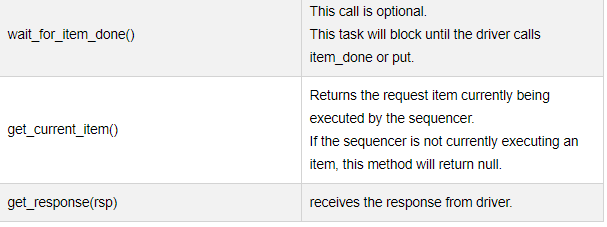 This call is optional.
wait_for_item_done()
This task will block until the driver calls
item_done or put.
Returns the request item currently being
get_current_item()
executed by the sequencer.
If the sequencer is not currently executing an
item, this method will return null.
get_response(rsp)
receives the response from driver.